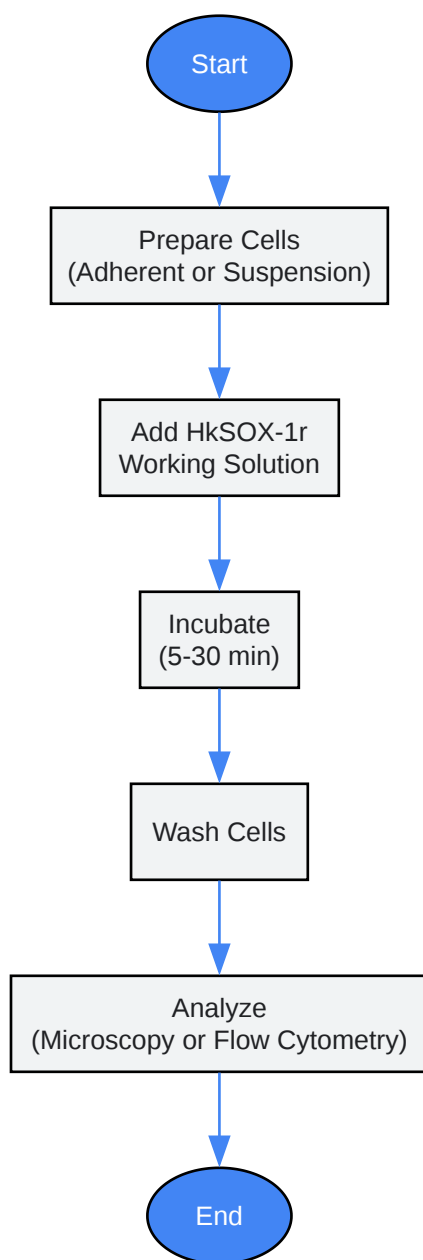 Start
Prepare Cells
(Adherent or Suspension)
Add HkSOX-1r
Working Solution
Incubate
(5-30 min)
Wash Cells
Analyze
(Microscopy or Flow Cytometry)
End